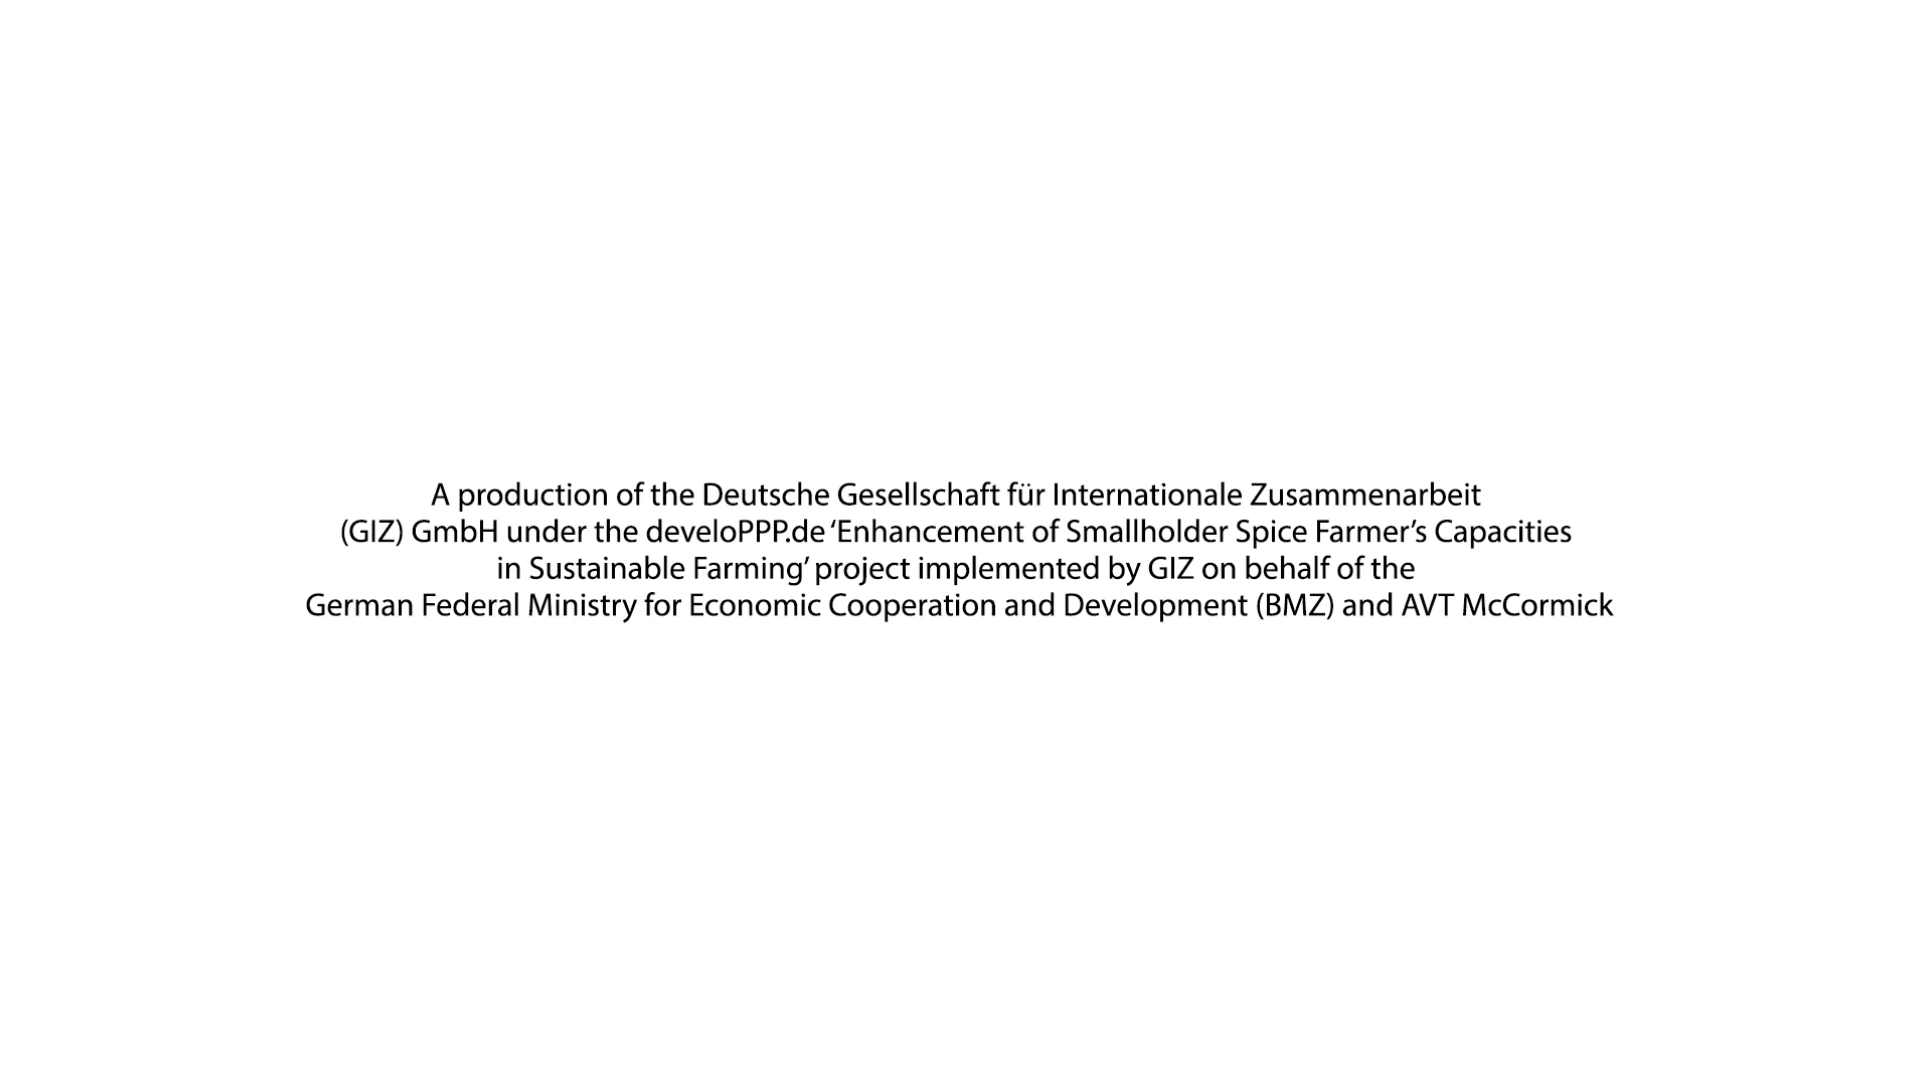 A production of the Deutsche Gesellschaft für Internationale Zusammenarbeit
(GIZ) GmbH under the develoPPP.de ‘Enhancement of Smallholder Spice Farmer’s Capacities
in Sustainable Farming’ project implemented by GIZ on behalf of the
German Federal Ministry for Economic Cooperation and Development (BMZ) and AVT McCormick